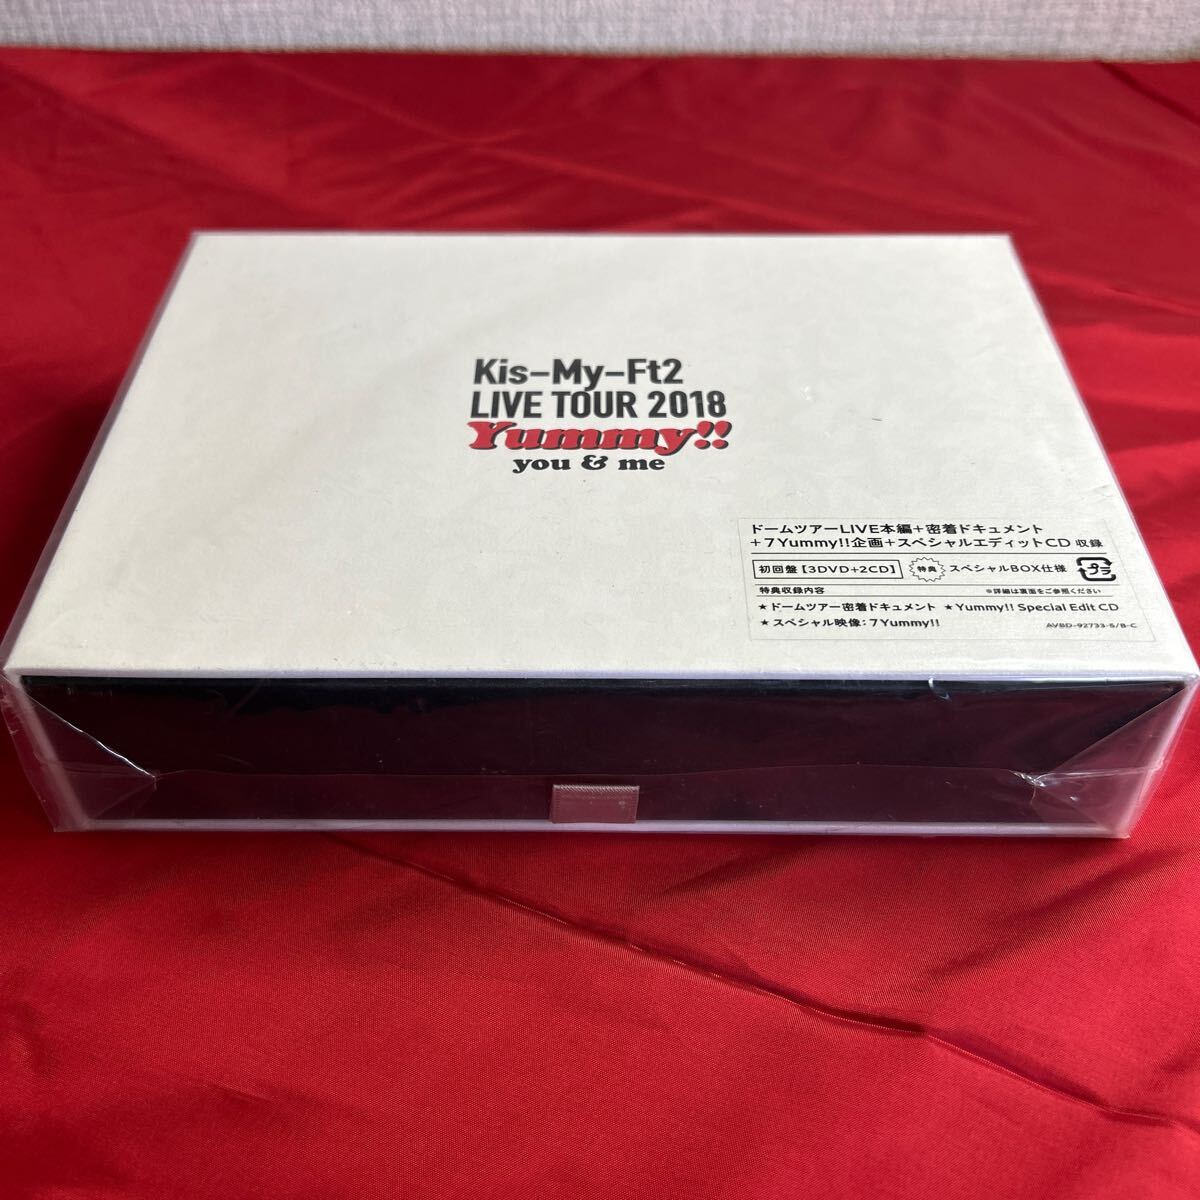 Kis-My-Ft2
LIVE TOUR 2018
Yummy!!
you & me
ドームツアーLIVE本編+密着ドキュメント
+7Yummy!!企画+スペシャルエディットCD 収録
初回盤【3DVD+2CD】 特典 スペシャルBOX仕様 プラ
特典収録内容 ※詳細は裏面をご参照ください
★ドームツアー密着ドキュメント ★Yummy!! Special Edit CD
★スペシャル映像:7Yummy!!
AVBD-92733-5/B-C